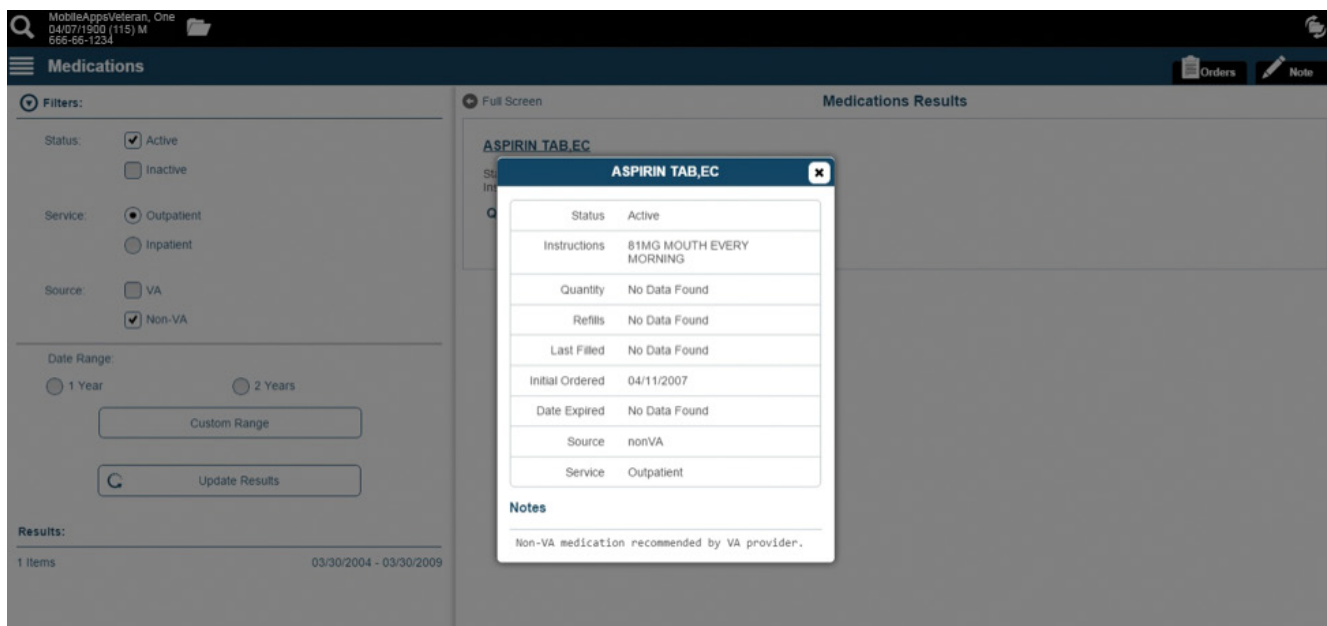 MobileAppsVeteran, One
04/07/1900 (115) M
666-66-1234
Medications
Orders
Note
Filters:
Status:
Active
Inactive
Service:
Outpatient
Inpatient
Source:
VA
Non-VA
Date Range:
1 Year
2 Years
Custom Range
Update Results
Results:
1 Items
03/30/2004 - 03/30/2009
Full Screen
Medications Results
ASPIRIN TAB,EC
ASPIRIN TAB,EC
Status Active
Instructions 81MG MOUTH EVERY
MORNING
Quantity No Data Found
Refills No Data Found
Last Filled No Data Found
Initial Ordered 04/11/2007
Date Expired No Data Found
Source nonVA
Service Outpatient
Notes
Non-VA medication recommended by VA provider.